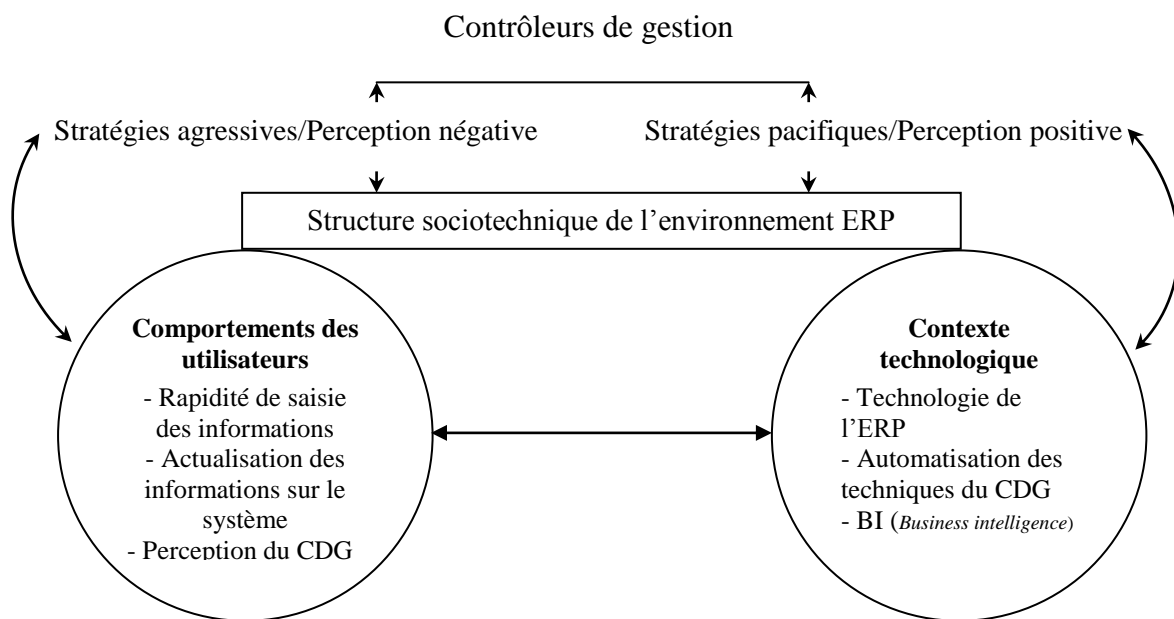 Contrôleurs de gestion
Stratégies agressives/Perception négative
Stratégies pacifiques/Perception positive
Structure sociotechnique de l’environnement ERP
Comportements des
utilisateurs
- Rapidité de saisie
des informations
- Actualisation des
informations sur le
système
- Perception du CDG
Contexte
technologique
- Technologie de
l’ERP
- Automatisation des
techniques du CDG
- BI (Business intelligence)